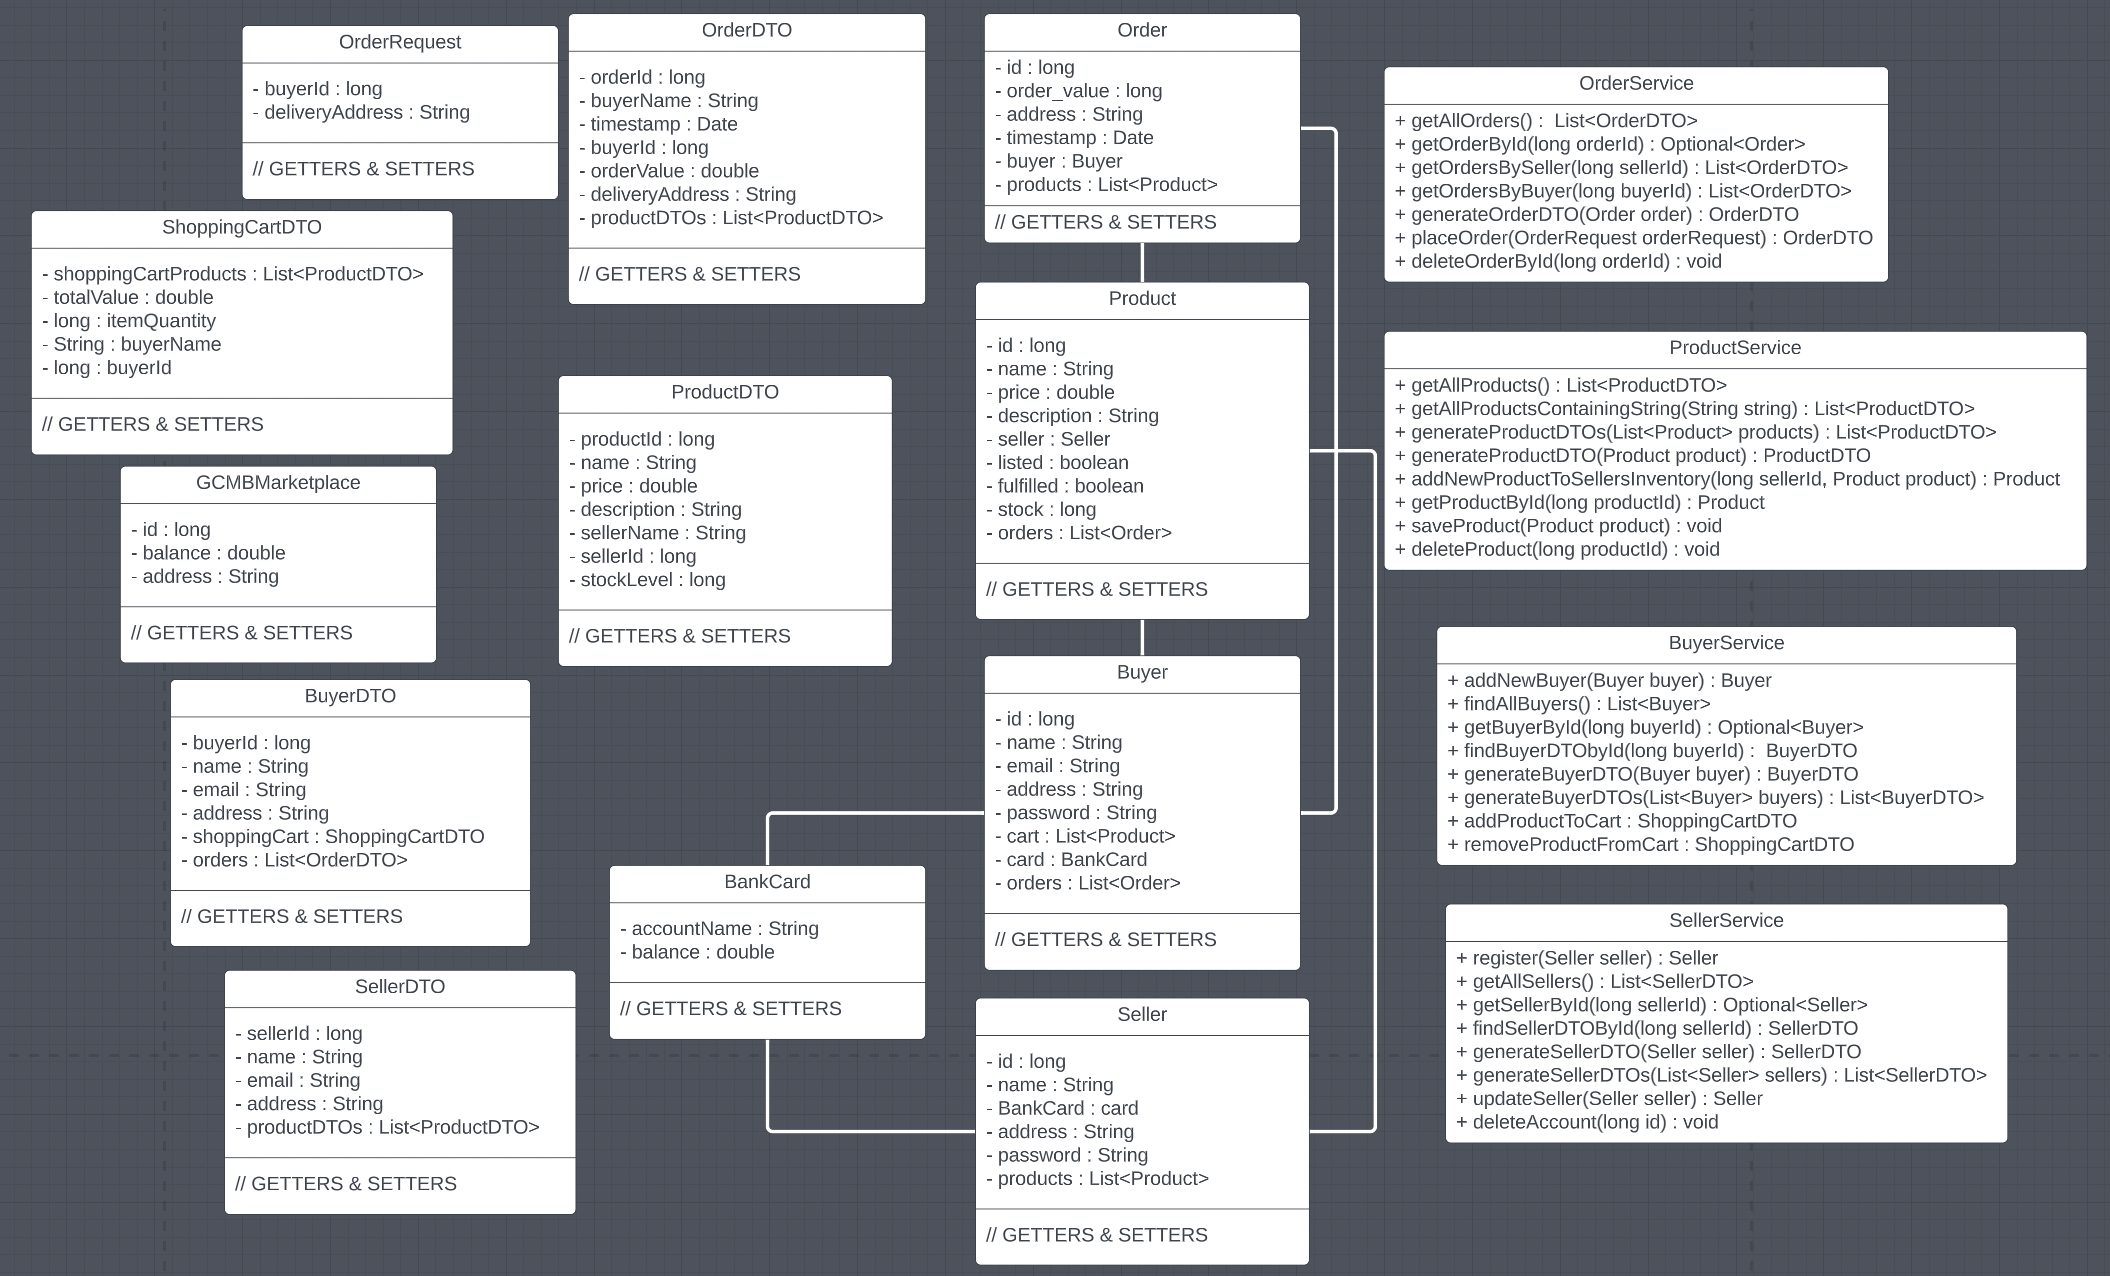 OrderRequest
- buyerId : long
- deliveryAddress : String
// GETTERS & SETTERS
OrderDTO
- orderId : long
- buyerName : String
- timestamp : Date
- buyerId : long
- orderValue : double
- deliveryAddress : String
- productDTOs : List<ProductDTO>
// GETTERS & SETTERS
Order
- id : long
- order_value : long
- address : String
- timestamp : Date
- buyer : Buyer
- products : List<Product>
// GETTERS & SETTERS
OrderService
+ getAllOrders() :  List<OrderDTO>
+ getOrderById(long orderId) : Optional<Order>
+ getOrdersBySeller(long sellerId) : List<OrderDTO>
+ getOrdersByBuyer(long buyerId) : List<OrderDTO>
+ generateOrderDTO(Order order) : OrderDTO
+ placeOrder(OrderRequest orderRequest) : OrderDTO
+ deleteOrderById(long orderId) : void
ShoppingCartDTO
- shoppingCartProducts : List<ProductDTO>
- totalValue : double
- long : itemQuantity
- String : buyerName
- long : buyerId
// GETTERS & SETTERS
ProductDTO
- productId : long
- name : String
- price : double
- description : String
- sellerName : String
- sellerId : long
- stockLevel : long
// GETTERS & SETTERS
Product
- id : long
- name : String
- price : double
- description : String
- seller : Seller
- listed : boolean
- fulfilled : boolean
- stock : long
- orders : List<Order>
// GETTERS & SETTERS
ProductService
+ getAllProducts() : List<ProductDTO>
+ getAllProductsContainingString(String string) : List<ProductDTO>
+ generateProductDTOs(List<Product> products) : List<ProductDTO>
+ generateProductDTO(Product product) : ProductDTO
+ addNewProductToSellersInventory(long sellerId, Product product) : Product
+ getProductById(long productId) : Product
+ saveProduct(Product product) : void
+ deleteProduct(long productId) : void
GCMBMarketplace
- id : long
- balance : double
- address : String
// GETTERS & SETTERS
BuyerDTO
- buyerId : long
- name : String
- email : String
- address : String
- shoppingCart : ShoppingCartDTO
- orders : List<OrderDTO>
// GETTERS & SETTERS
BankCard
- accountName : String
- balance : double
// GETTERS & SETTERS
Buyer
- id : long
- name : String
- email : String
- address : String
- password : String
- cart : List<Product>
- card : BankCard
- orders : List<Order>
// GETTERS & SETTERS
BuyerService
+ addNewBuyer(Buyer buyer) : Buyer
+ findAllBuyers() : List<Buyer>
+ getBuyerById(long buyerId) : Optional<Buyer>
+ findBuyerDTObyId(long buyerId) :  BuyerDTO
+ generateBuyerDTO(Buyer buyer) : BuyerDTO
+ generateBuyerDTOs(List<Buyer> buyers) : List<BuyerDTO>
+ addProductToCart : ShoppingCartDTO
+ removeProductFromCart : ShoppingCartDTO
SellerDTO
- sellerId : long
- name : String
- email : String
- address : String
- productDTOs : List<ProductDTO>
// GETTERS & SETTERS
Seller
- id : long
- name : String
- BankCard : card
- address : String
- password : String
- products : List<Product>
// GETTERS & SETTERS
SellerService
+ register(Seller seller) : Seller
+ getAllSellers() : List<SellerDTO>
+ getSellerById(long sellerId) : Optional<Seller>
+ findSellerDTOById(long sellerId) : SellerDTO
+ generateSellerDTO(Seller seller) : SellerDTO
+ generateSellerDTOs(List<Seller> sellers) : List<SellerDTO>
+ updateSeller(Seller seller) : Seller
+ deleteAccount(long id) : void